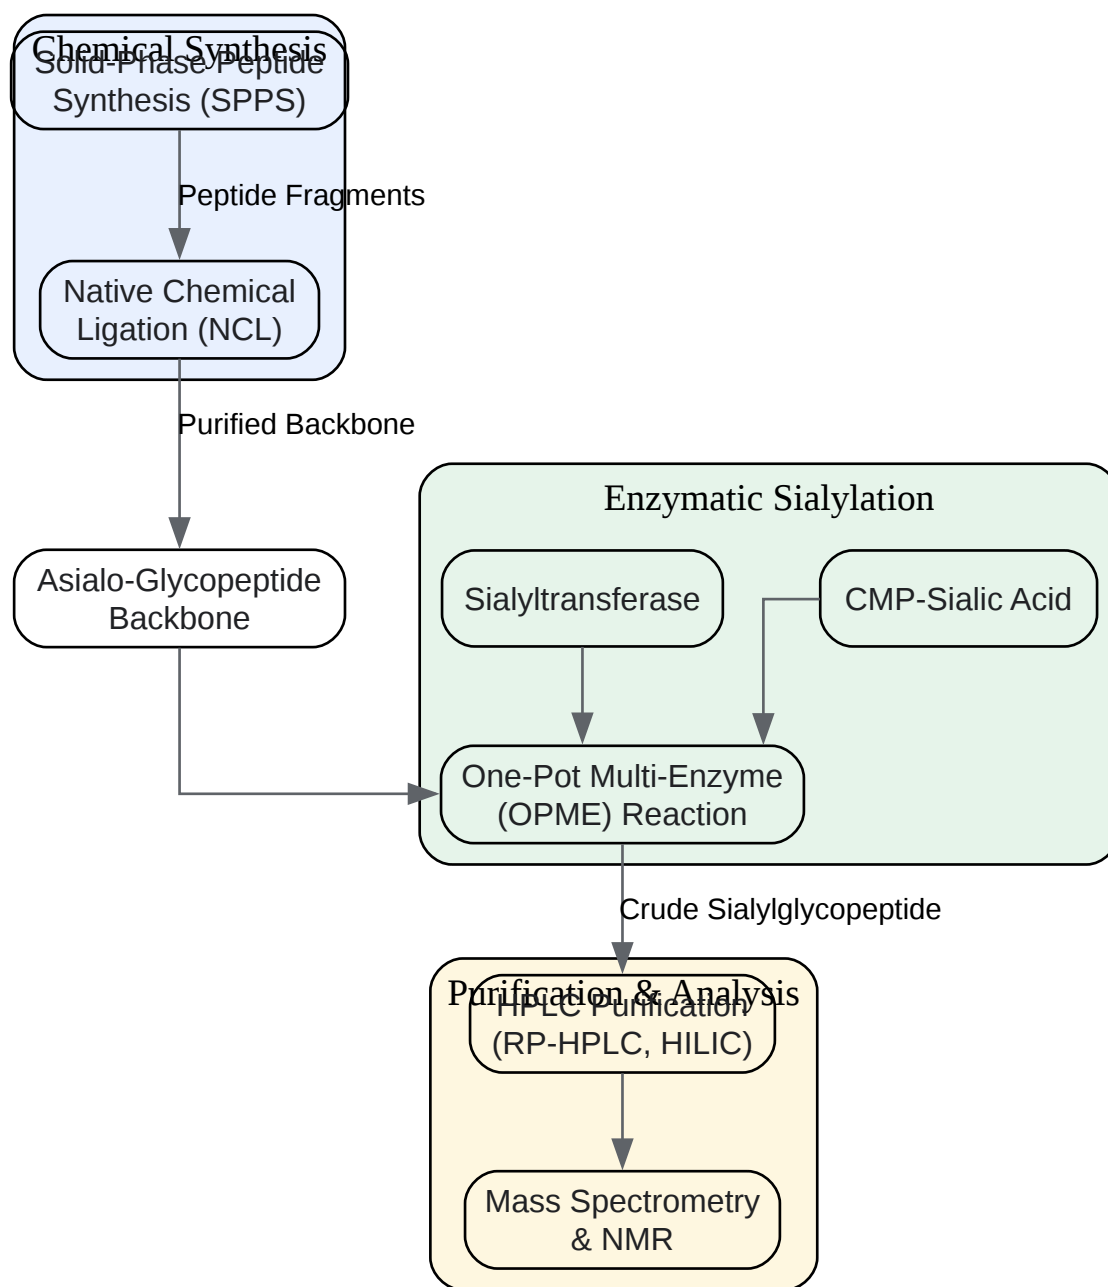 Chemical Synthesis
Solid-Phase Peptide
Synthesis (SPPS)
Peptide Fragments
Native Chemical
Ligation (NCL)
Purified Backbone
Enzymatic Sialylation
Asialo-Glycopeptide
Backbone
Sialyltransferase
CMP-Sialic Acid
One-Pot Multi-Enzyme
(OPME) Reaction
Crude Sialylglycopeptide
Purification & Analysis
HPLC Purification
(RP-HPLC, HILIC)
Mass Spectrometry
& NMR